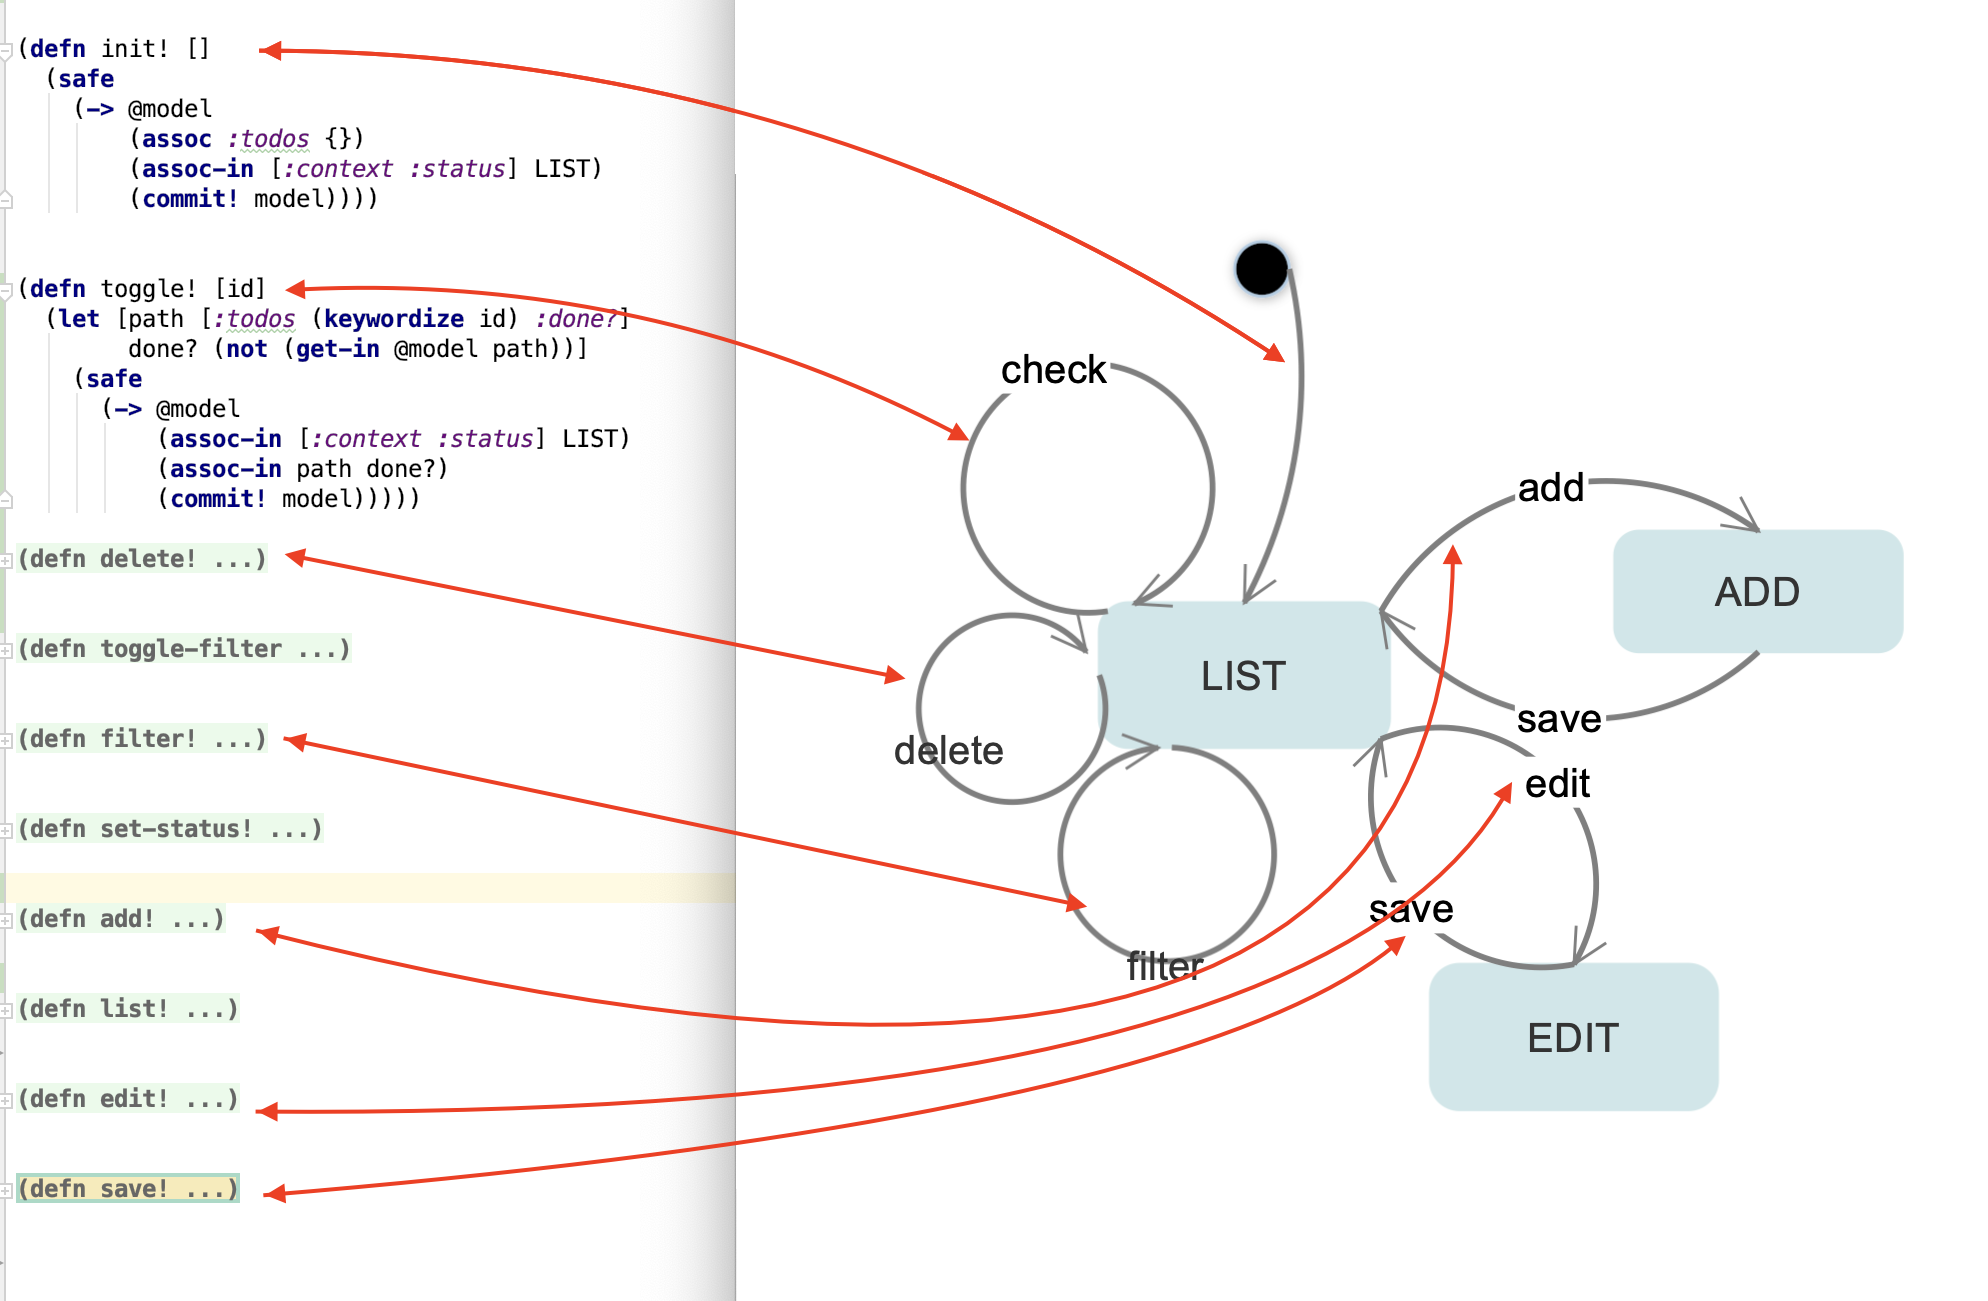 (defn init! []
(safe
(-> @model
(assoc :todos {})
(assoc-in [:context :status] LIST)
(commit! model))))
(defn toggle! [id]
(let [path [:todos (keywordize id) :done?]
done? (not (get-in @model path))]
(safe
(-> @model
(assoc-in [:context :status] LIST)
(assoc-in path done?)
(commit! model)))))
(defn delete! ...)
(defn toggle-filter ...)
(defn filter! ...)
(defn set-status! ...)
(defn add! ...)
(defn list! ...)
(defn edit! ...)
(defn save! ...)
check
add
ADD
LIST
save
delete
edit
save
filter
EDIT